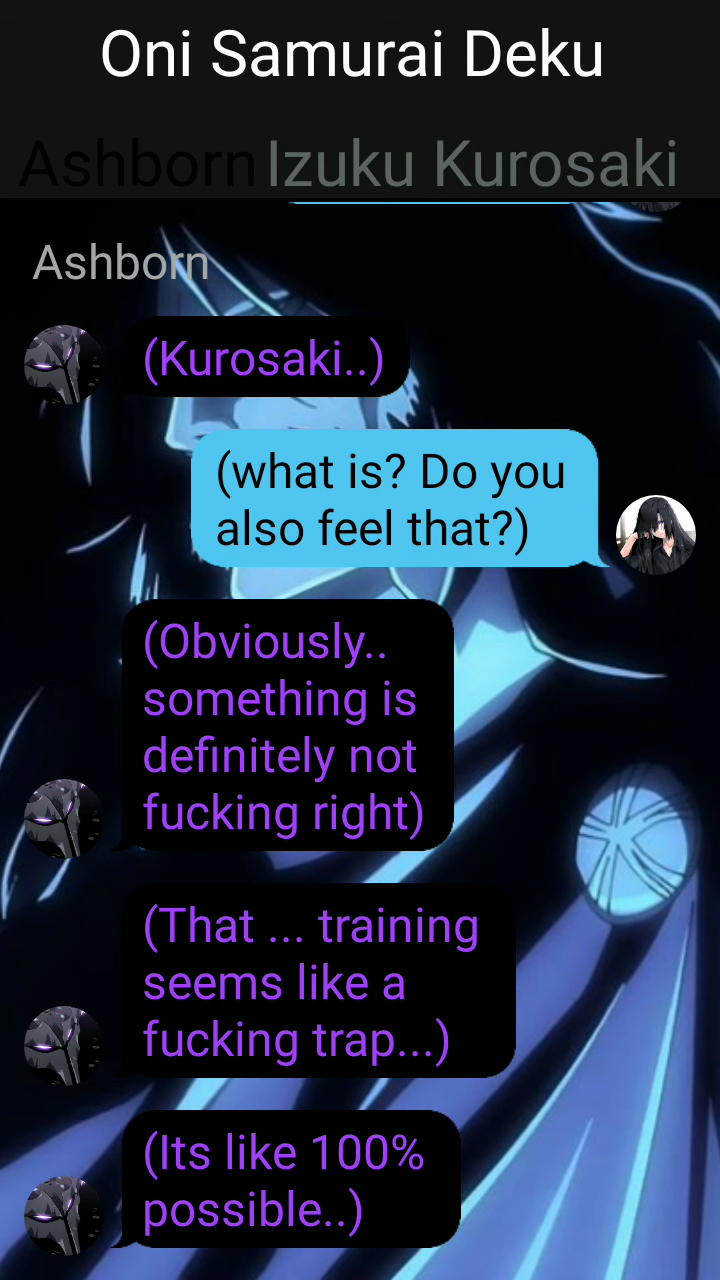 Oni Samurai Deku
Ashborn Izuku Kurosaki
Ashborn
(Kurosaki..)
(what is? Do you
also feel that?)
(Obviously..
something is
definitely not
fucking right)
(That ... training
seems like a
fucking trap...)
(Its like 100%
possible..)